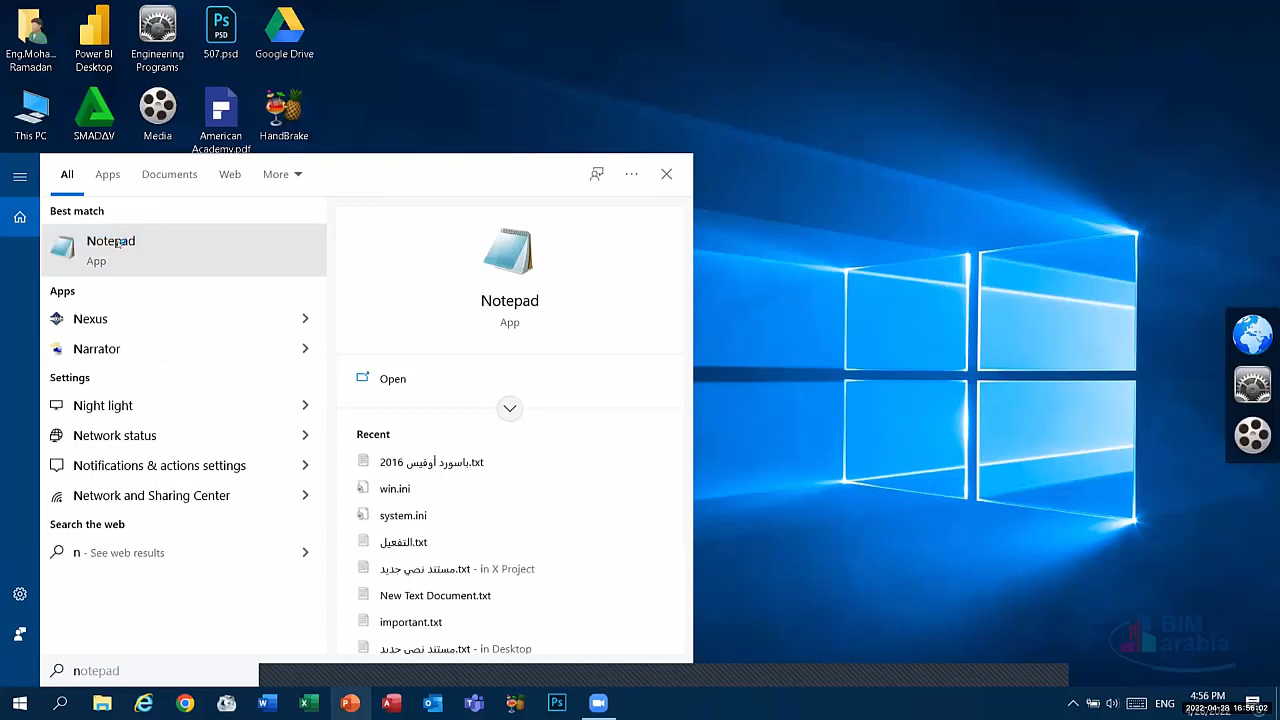 Eng.Moha...
Ramadan
Power BI
Desktop
Engineering
Programs
Ps
PSD
507.psd
Google Drive
This PC
SMADΔV
Media
American
Academy.pdf
HandBrake
All
Apps
Documents
Web
More
Best match
Notepad
App
Apps
Nexus
Narrator
Settings
Night light
Network status
Notifications & actions settings
Network and Sharing Center
Search the web
n - See web results
notepad
Notepad
App
Open
Recent
باسورد أوفيس 2016.txt
win.ini
system.ini
التفعيل.txt
مستند نصي جديد.txt - in X Project
New Text Document.txt
important.txt
مستند نصي جديد.txt - in Desktop
BIM
arabia
Ps
ENG
4:56 PM
2022-04-28 16:56:02